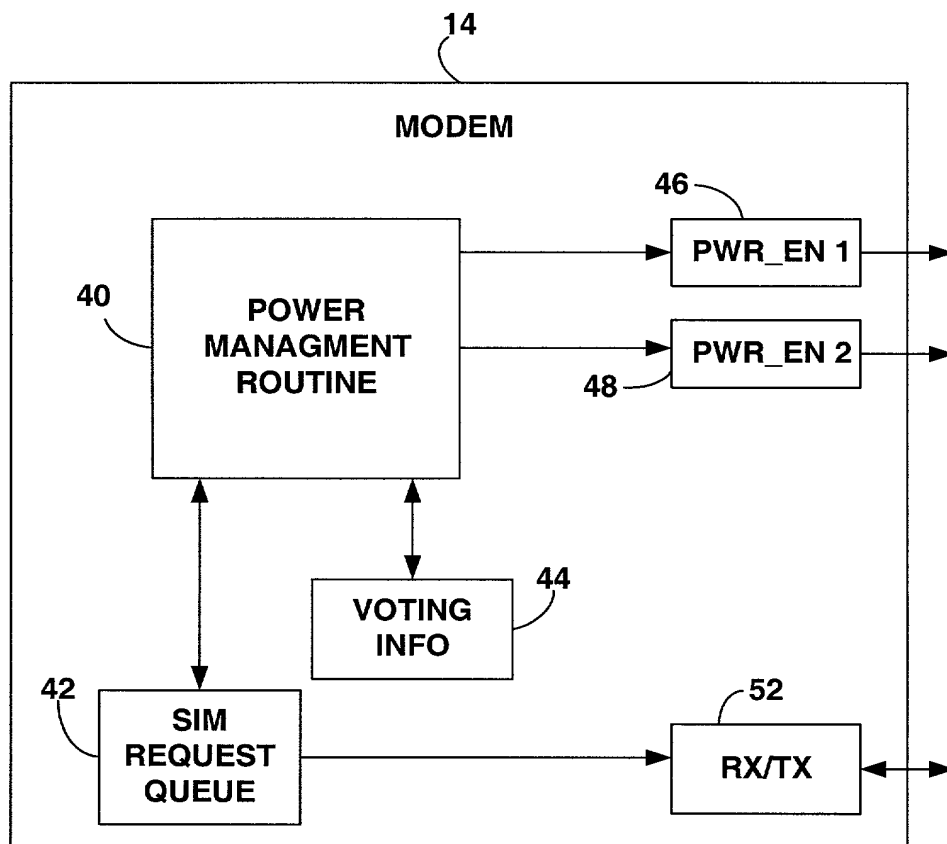 14
MODEM
46
PWR_EN 1
40
POWER
MANAGMENT
ROUTINE
PWR_EN 2
48
VOTING
INFO
44
42
SIM
REQUEST
QUEUE
52
RX/TX